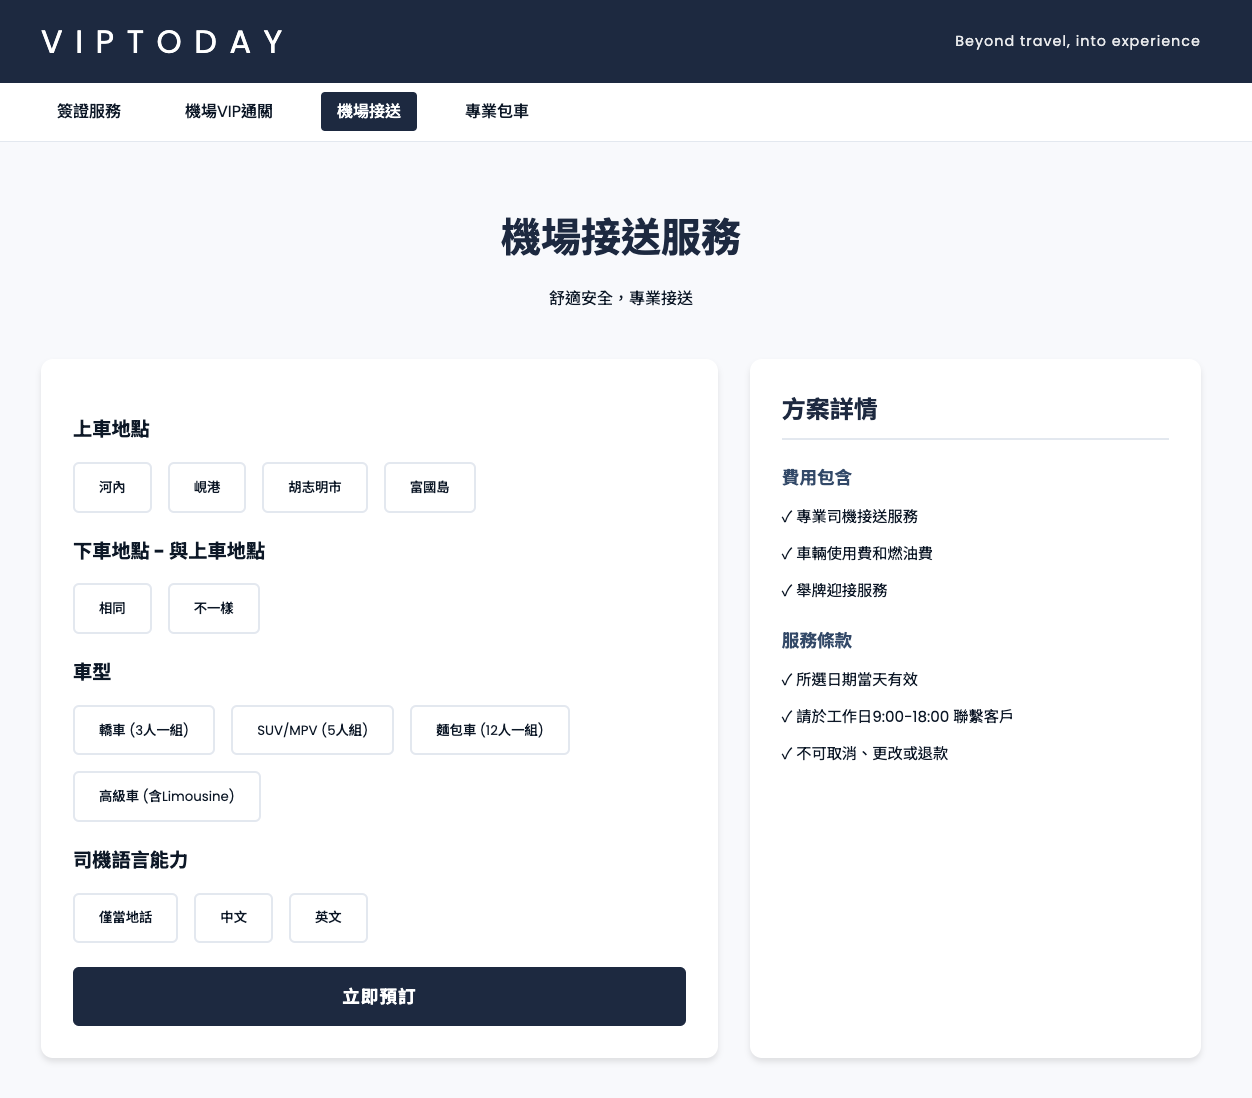 VIPTODAY
Beyond travel, into experience
簽證服務
機場VIP通關
機場接送
專業包車
機場接送服務
舒適安全，專業接送
上車地點
河內
峴港
胡志明市
富國島
下車地點 - 與上車地點
相同
不一樣
車型
轎車 (3人一組)
SUV/MPV (5人組)
麵包車 (12人一組)
高級車 (含Limousine)
司機語言能力
僅當地話
中文
英文
立即預訂
方案詳情
費用包含
✓ 專業司機接送服務
✓ 車輛使用費和燃油費
✓ 舉牌迎接服務
服務條款
✓ 所選日期當天有效
✓ 請於工作日9:00-18:00 聯繫客戶
✓ 不可取消、更改或退款